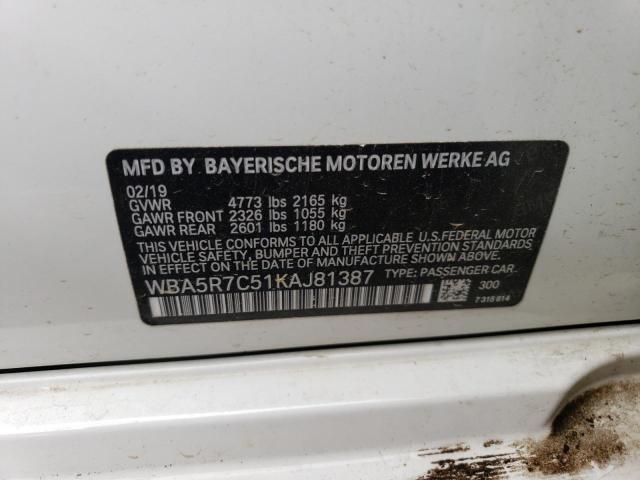 MFD BY BAYERISCHE MOTOREN WERKE AG
02/19
GVWR 4773 lbs 2165 kg
GAWR FRONT 2326 lbs 1055 kg
GAWR REAR 2601 lbs 1180 kg
THIS VEHICLE CONFORMS TO ALL APPLICABLE U.S.FEDERAL MOTOR
VEHICLE SAFETY, BUMPER, AND THEFT PREVENTION STANDARDS
IN EFFECT ON THE DATE OF MANUFACTURE SHOWN ABOVE.
WBA5R7C51KAJ81387 TYPE: PASSENGER CAR.
300
7315814